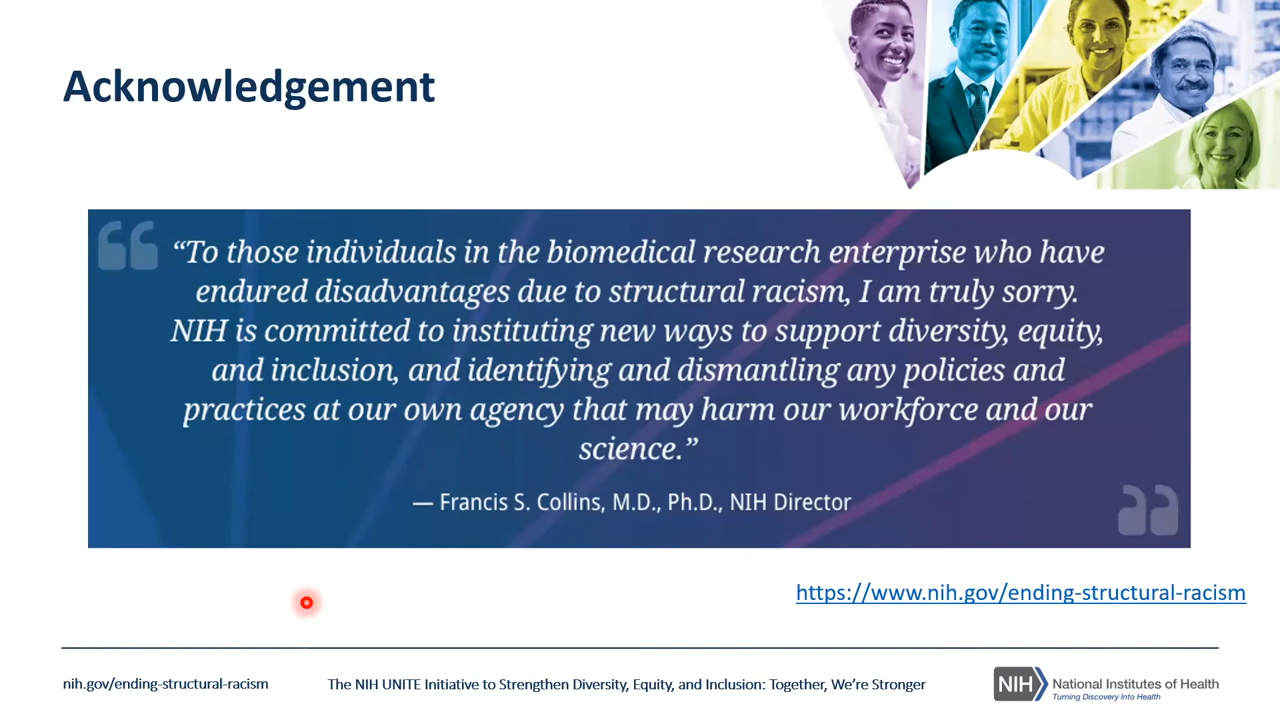 Acknowledgement
“To those individuals in the biomedical research enterprise who have
endured disadvantages due to structural racism, I am truly sorry.
NIH is committed to instituting new ways to support diversity, equity,
and inclusion, and identifying and dismantling any policies and
practices at our own agency that may harm our workforce and our
science.”
— Francis S. Collins, M.D., Ph.D., NIH Director
https://www.nih.gov/ending-structural-racism
nih.gov/ending-structural-racism
The NIH UNITE Initiative to Strengthen Diversity, Equity, and Inclusion: Together, We’re Stronger
NIH
National Institutes of Health
Turning Discovery Into Health